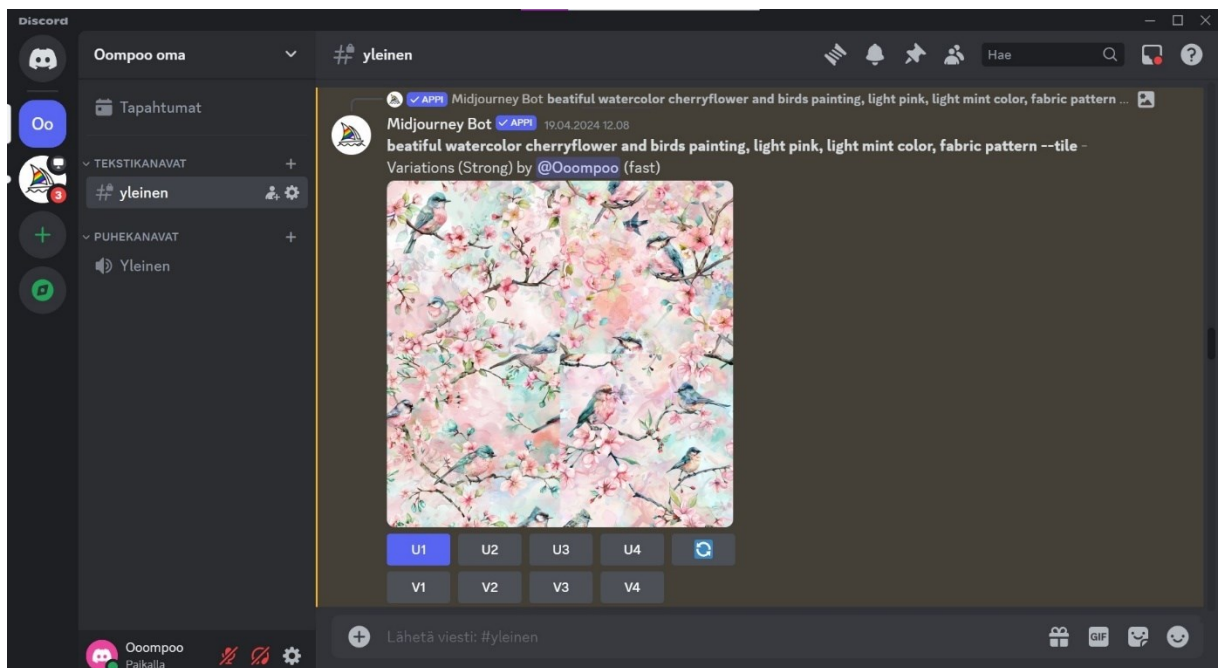 Discord
Oompoo oma
yleinen
Hae
Tapahtumat
Oo
3
TEKSTIKANAVAT
yleinen
PUHEKANAVAT
Yleinen
✓ APPI Midjourney Bot beatiful watercolor cherryflower and birds painting, light pink, light mint color, fabric pattern ...
Midjourney Bot ✓ APPI 19.04.2024 12.08
beatiful watercolor cherryflower and birds painting, light pink, light mint color, fabric pattern --tile -
Variations (Strong) by @Ooompoo (fast)
U1 U2 U3 U4
V1 V2 V3 V4
Lähetä viesti: #yleinen
GIF
Ooompoo
Paikalla